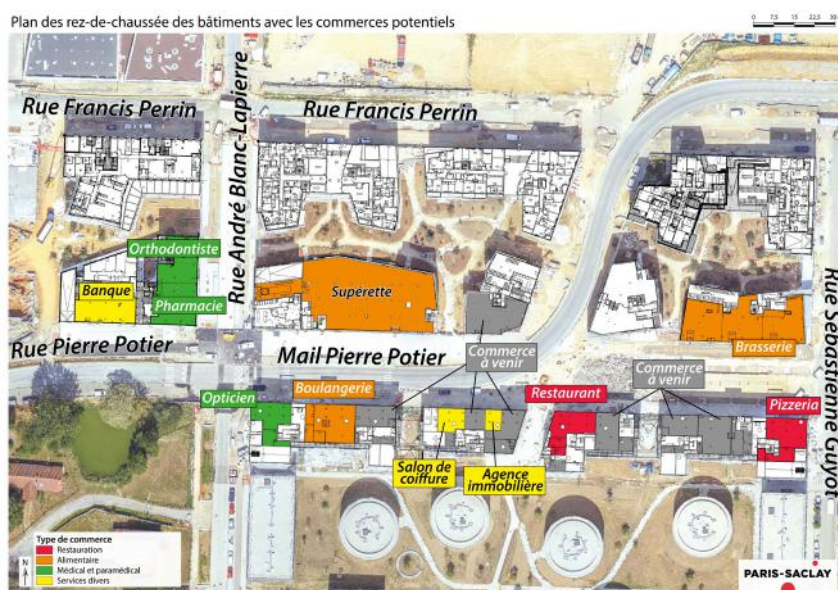 Plan des rez-de-chaussée des bâtiments avec les commerces potentiels
0 7,5 15 22,5 30
Rue Francis Perrin
Rue Francis Perrin
Rue André Blanc-Lapierre
Orthodontiste
Banque
Pharmacie
Supérette
Rue Pierre Potier
Mail Pierre Potier
Commerce
à venir
Brasserie
Commerce
à venir
Opticien
Boulangerie
Restaurant
Pizzeria
Salon de
coiffure
Agence
immobilière
Type de commerce
Restauration
Alimentaire
Médical et paramédical
Services divers
N
PARIS-SACLAY